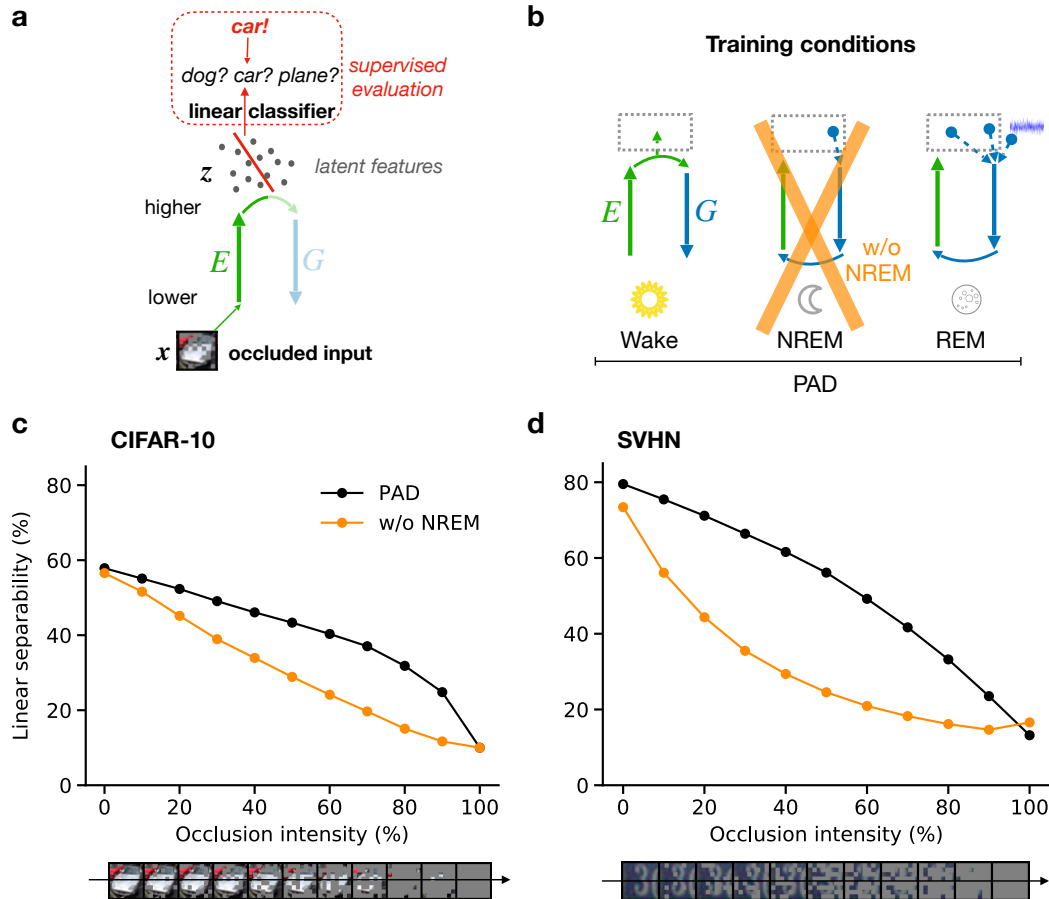 a
car!
dog? car? plane?
supervised
evaluation
linear classifier
z
latent features
higher
E
G
lower
x
occluded input
b
Training conditions
E
G
w/o
NREM
Wake
NREM
REM
PAD
c
CIFAR-10
Linear separability (%)
80
60
40
20
0
PAD
w/o NREM
0
20
40
60
80
100
Occlusion intensity (%)
d
SVHN
80
60
40
20
0
0
20
40
60
80
100
Occlusion intensity (%)